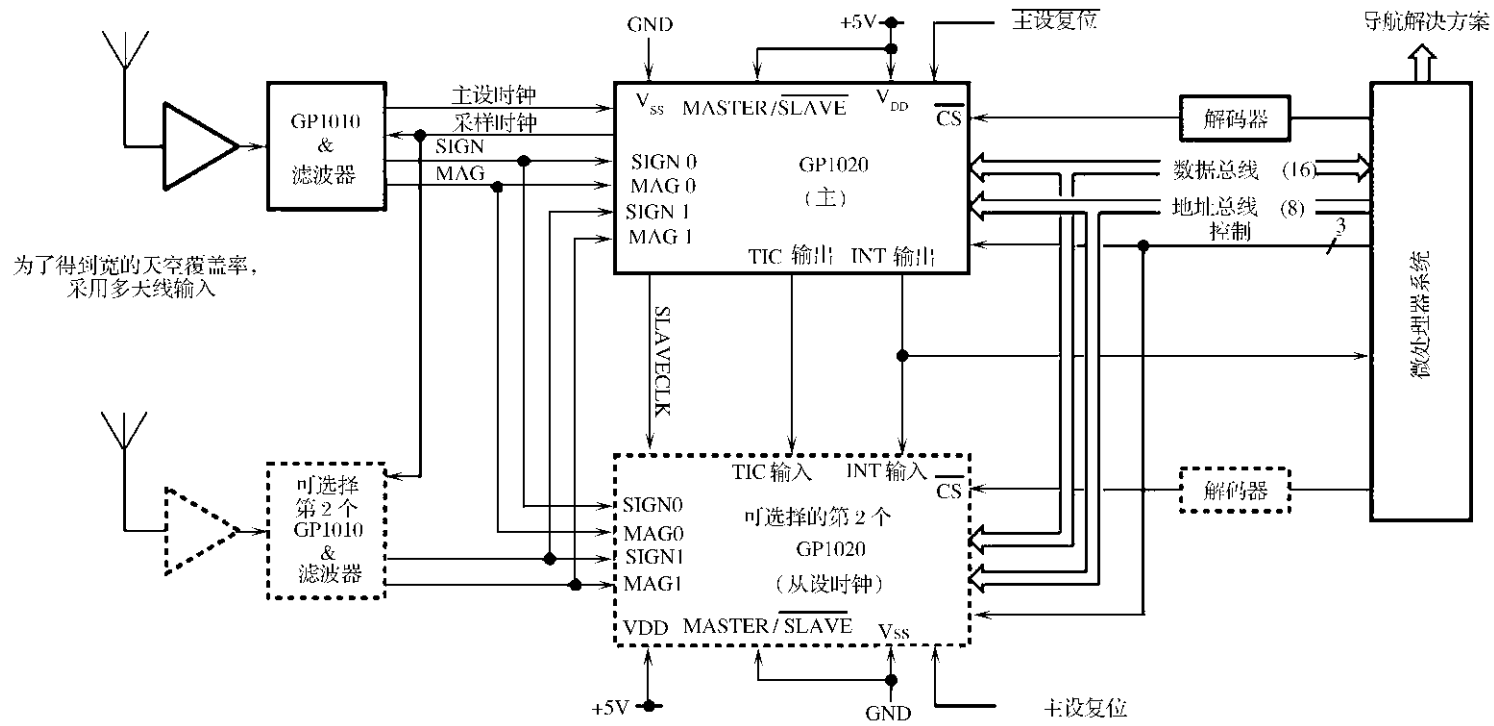 +5V
主设复位
导航解决方案
GND
主设时钟
采样时钟
SIGN
MAG
GP1010
&
滤波器
VSS
MASTER/SLAVE
VDD
CS
解码器
SIGN 0
MAG 0
SIGN 1
MAG 1
GP1020
(主)
数据总线 (16)
地址总线 (8)
控制
3
TIC 输出
INT 输出
为了得到宽的天空覆盖率,
采用多天线输入
SLAVECLK
微处理器系统
TIC 输入
INT 输入
CS
解码器
可选择
第 2 个
GP1010
&
滤波器
SIGN0
MAG0
SIGN1
MAG1
可选择的第 2 个
GP1020
(从设时钟)
VDD
MASTER/SLAVE
VSS
+5V
GND
主设复位